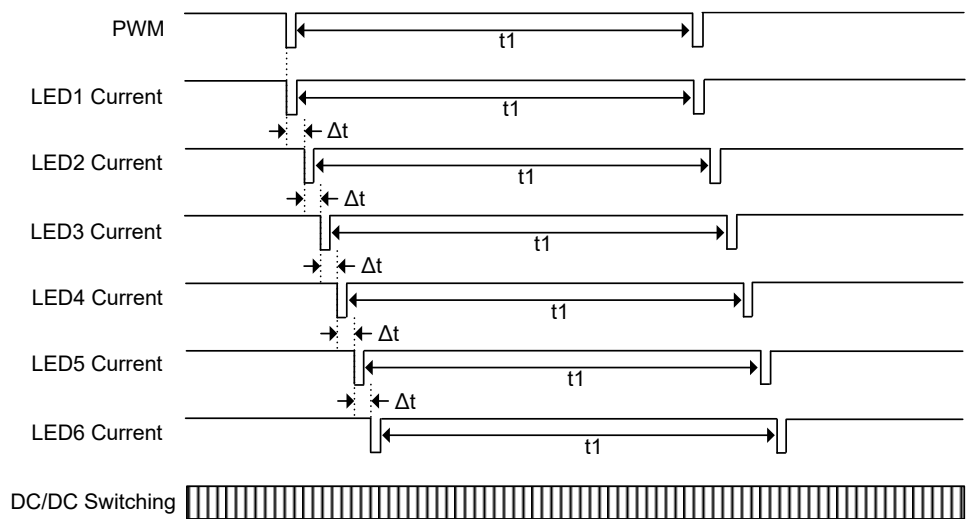 PWM
t1
LED1 Current
t1
Δt
LED2 Current
t1
Δt
LED3 Current
t1
Δt
LED4 Current
t1
Δt
LED5 Current
t1
Δt
LED6 Current
t1
DC/DC Switching